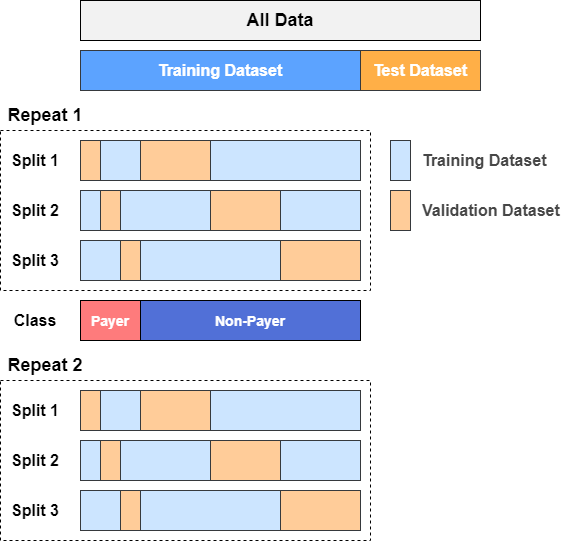 All Data
Training Dataset Test Dataset
Repeat 1
Split 1
Training Dataset
Split 2
Validation Dataset
Split 3
Class Payer Non-Payer
Repeat 2
Split 1
Split 2
Split 3